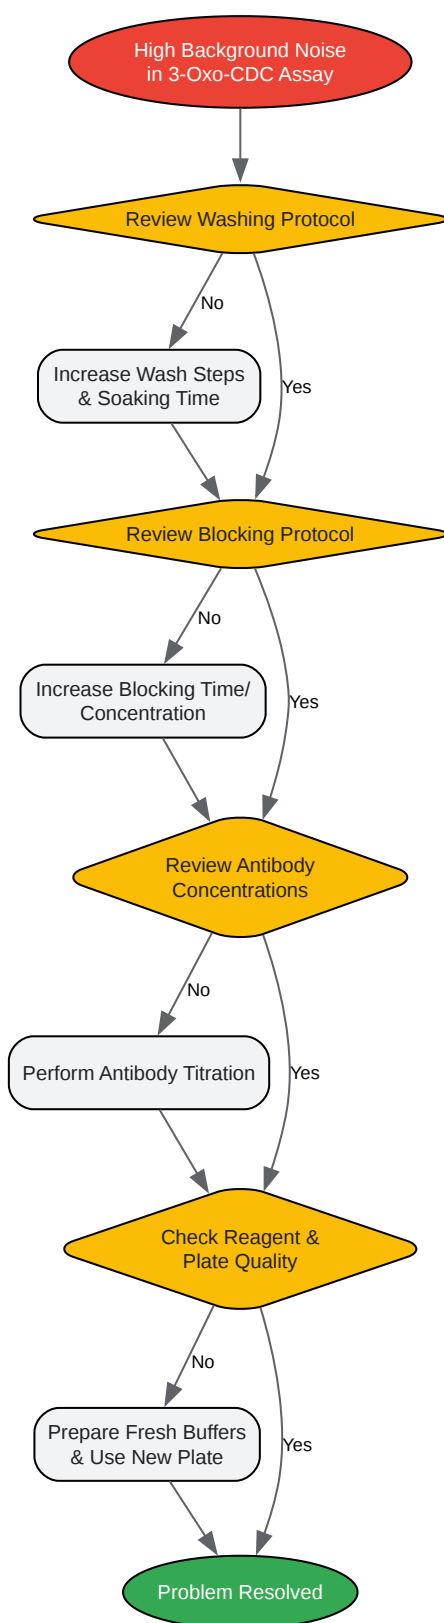 High Background Noise
in 3-Oxo-CDC Assay
Review Washing Protocol
No
Increase Wash Steps
& Soaking Time
Yes
Review Blocking Protocol
No
Increase Blocking Time/
Concentration
Yes
Review Antibody
Concentrations
No
Perform Antibody Titration
Yes
Check Reagent &
Plate Quality
No
Prepare Fresh Buffers
& Use New Plate
Yes
Problem Resolved